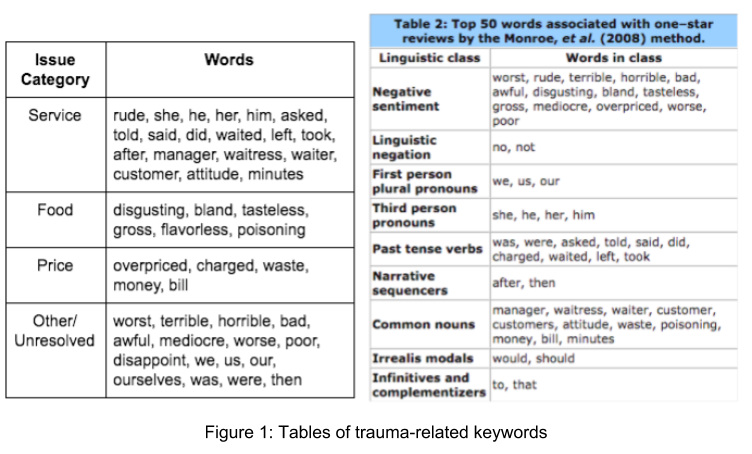 Issue
Category
Words
Service
rude, she, he, her, him, asked,
told, said, did, waited, left, took,
after, manager, waitress, waiter,
customer, attitude, minutes
Food
disgusting, bland, tasteless,
gross, flavorless, poisoning
Price
overpriced, charged, waste,
money, bill
Other/
Unresolved
worst, terrible, horrible, bad,
awful, mediocre, worse, poor,
disappoint, we, us, our,
ourselves, was, were, then
Table 2: Top 50 words associated with one–star
reviews by the Monroe, et al. (2008) method.
Linguistic class
Words in class
Negative
sentiment
worst, rude, terrible, horrible, bad,
awful, disgusting, bland, tasteless,
gross, mediocre, overpriced, worse,
poor
Linguistic
negation
no, not
First person
plural pronouns
we, us, our
Third person
pronouns
she, he, her, him
Past tense verbs
was, were, asked, told, said, did,
charged, waited, left, took
Narrative
sequencers
after, then
Common nouns
manager, waitress, waiter, customer,
customers, attitude, waste, poisoning,
money, bill, minutes
Irrealis modals
would, should
Infinitives and
complementizers
to, that
Figure 1: Tables of trauma-related keywords